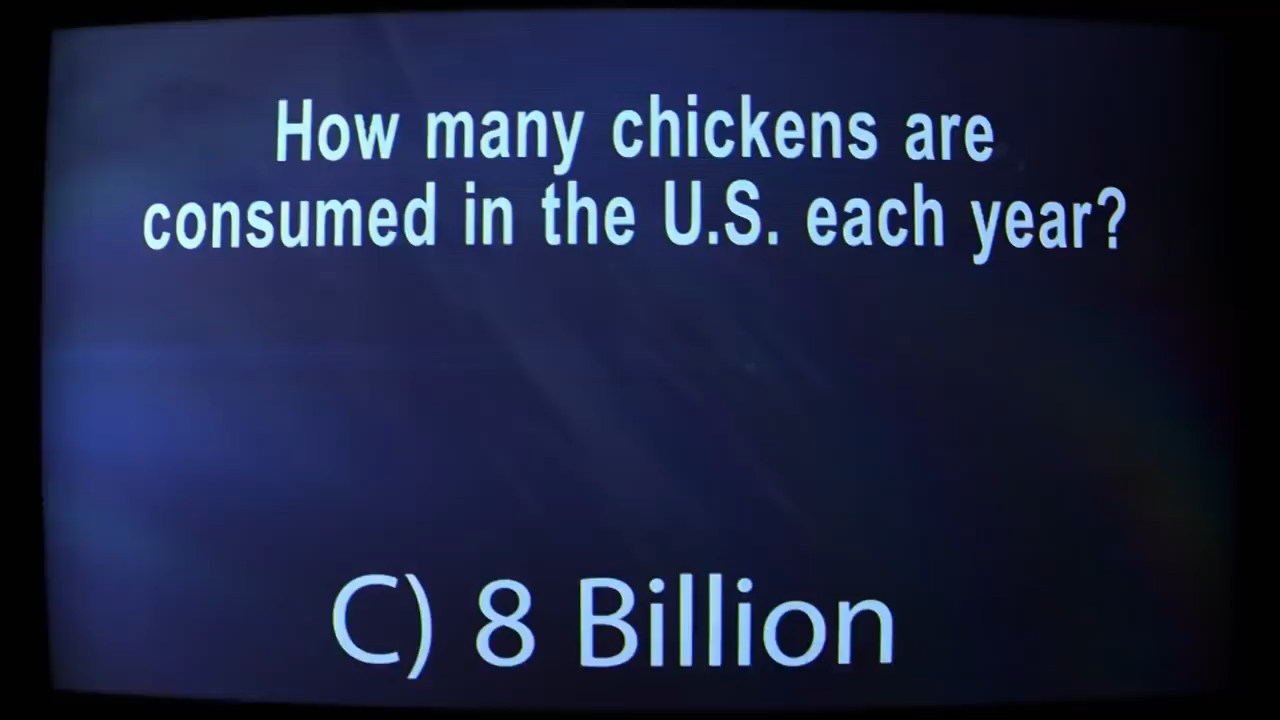 How many chickens are
consumed in the U.S. each year?
C) 8 Billion